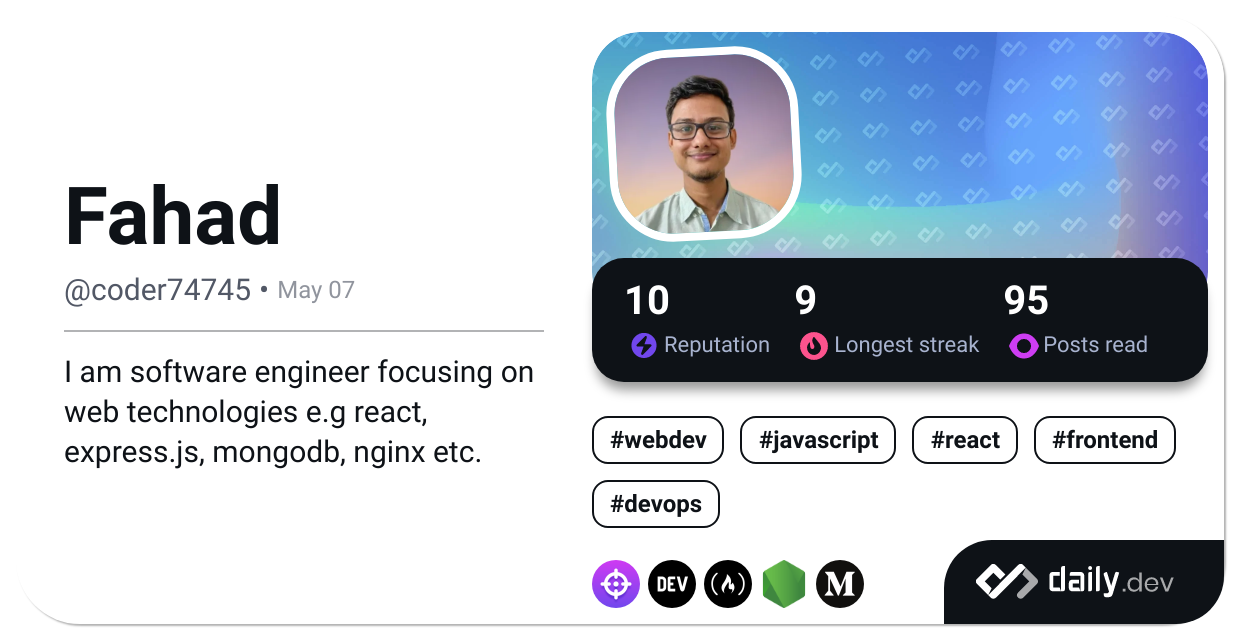 Fahad
@coder74745 • May 07
I am software engineer focusing on
web technologies e.g react,
express.js, mongodb, nginx etc.
10 9 95
Reputation Longest streak Posts read
#webdev #javascript #react #frontend
#devops
DEV M
daily.dev